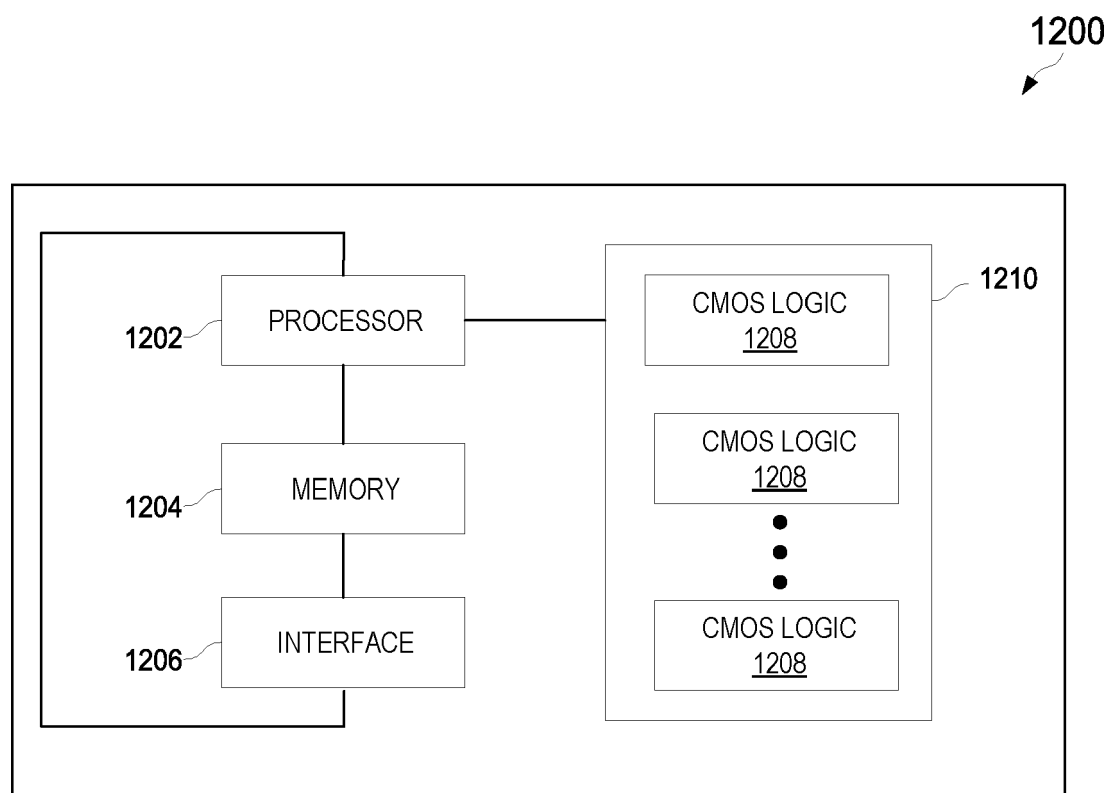 1200
1202
PROCESSOR
CMOS LOGIC
1208
1210
CMOS LOGIC
1208
1204
MEMORY
CMOS LOGIC
1208
1206
INTERFACE